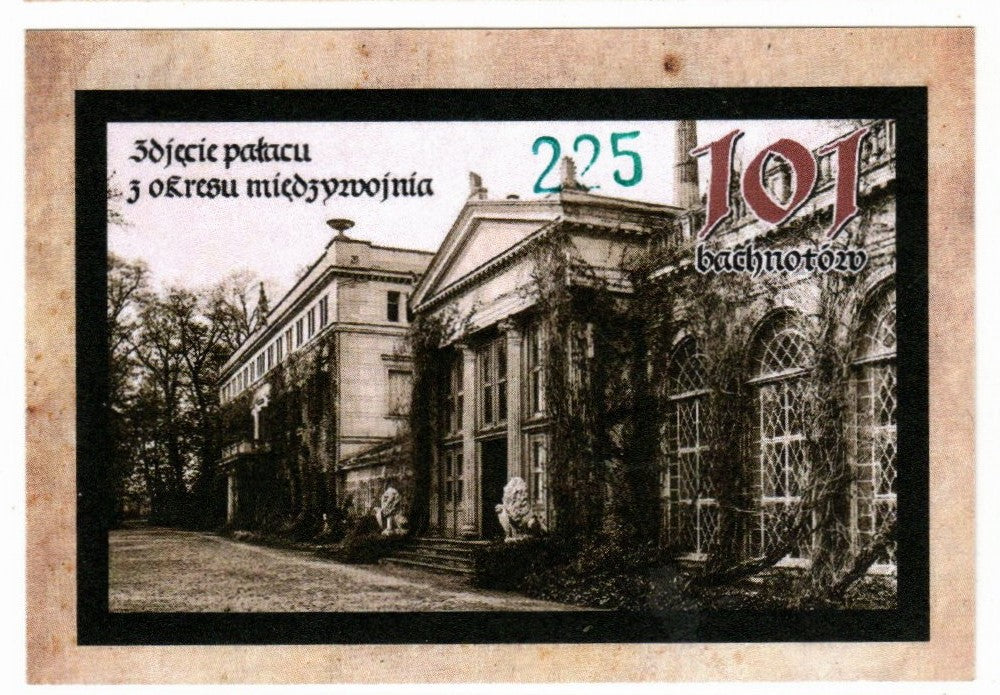 Zdjęcie pałacu
z okresu międzywojnia
225
101
bachnotów